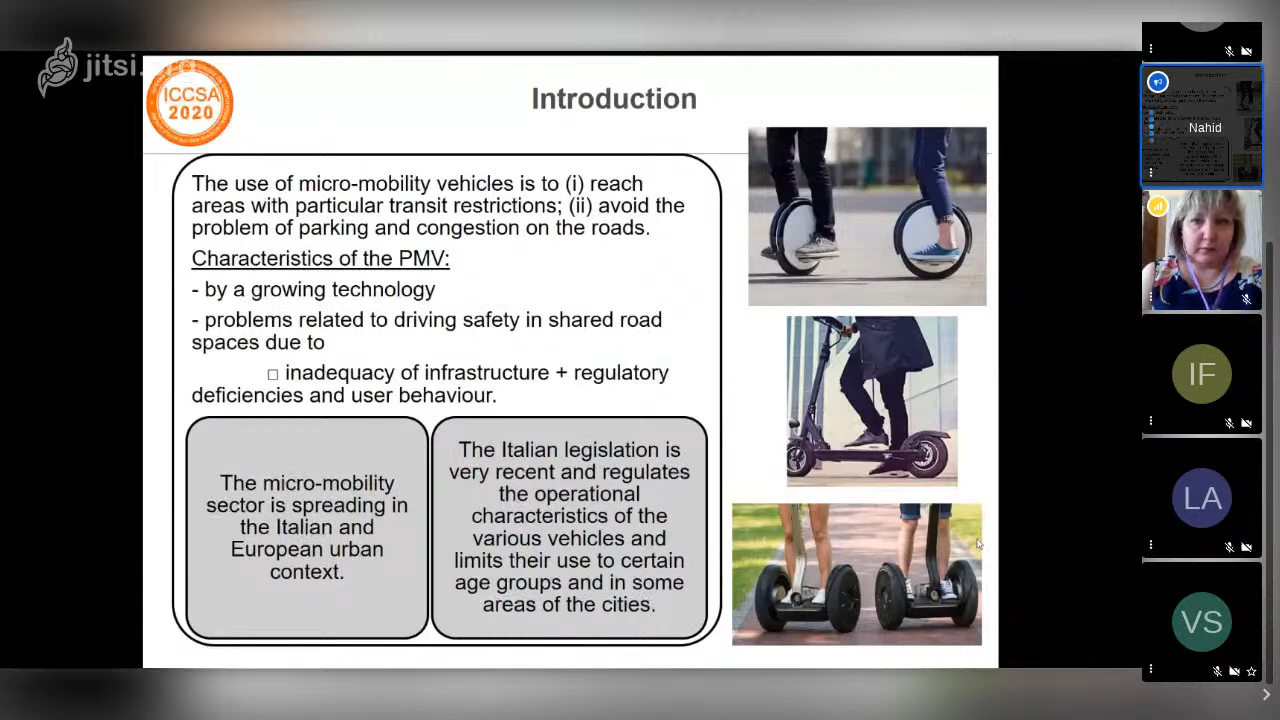 jitsi.org
ICCSA
2020
Introduction
The use of micro-mobility vehicles is to (i) reach
areas with particular transit restrictions; (ii) avoid the
problem of parking and congestion on the roads.
Characteristics of the PMV:
- by a growing technology
- problems related to driving safety in shared road
spaces due to
□ inadequacy of infrastructure + regulatory
deficiencies and user behaviour.
The micro-mobility
sector is spreading in
the Italian and
European urban
context.
The Italian legislation is
very recent and regulates
the operational
characteristics of the
various vehicles and
limits their use to certain
age groups and in some
areas of the cities.
Nahid
IF
LA
VS